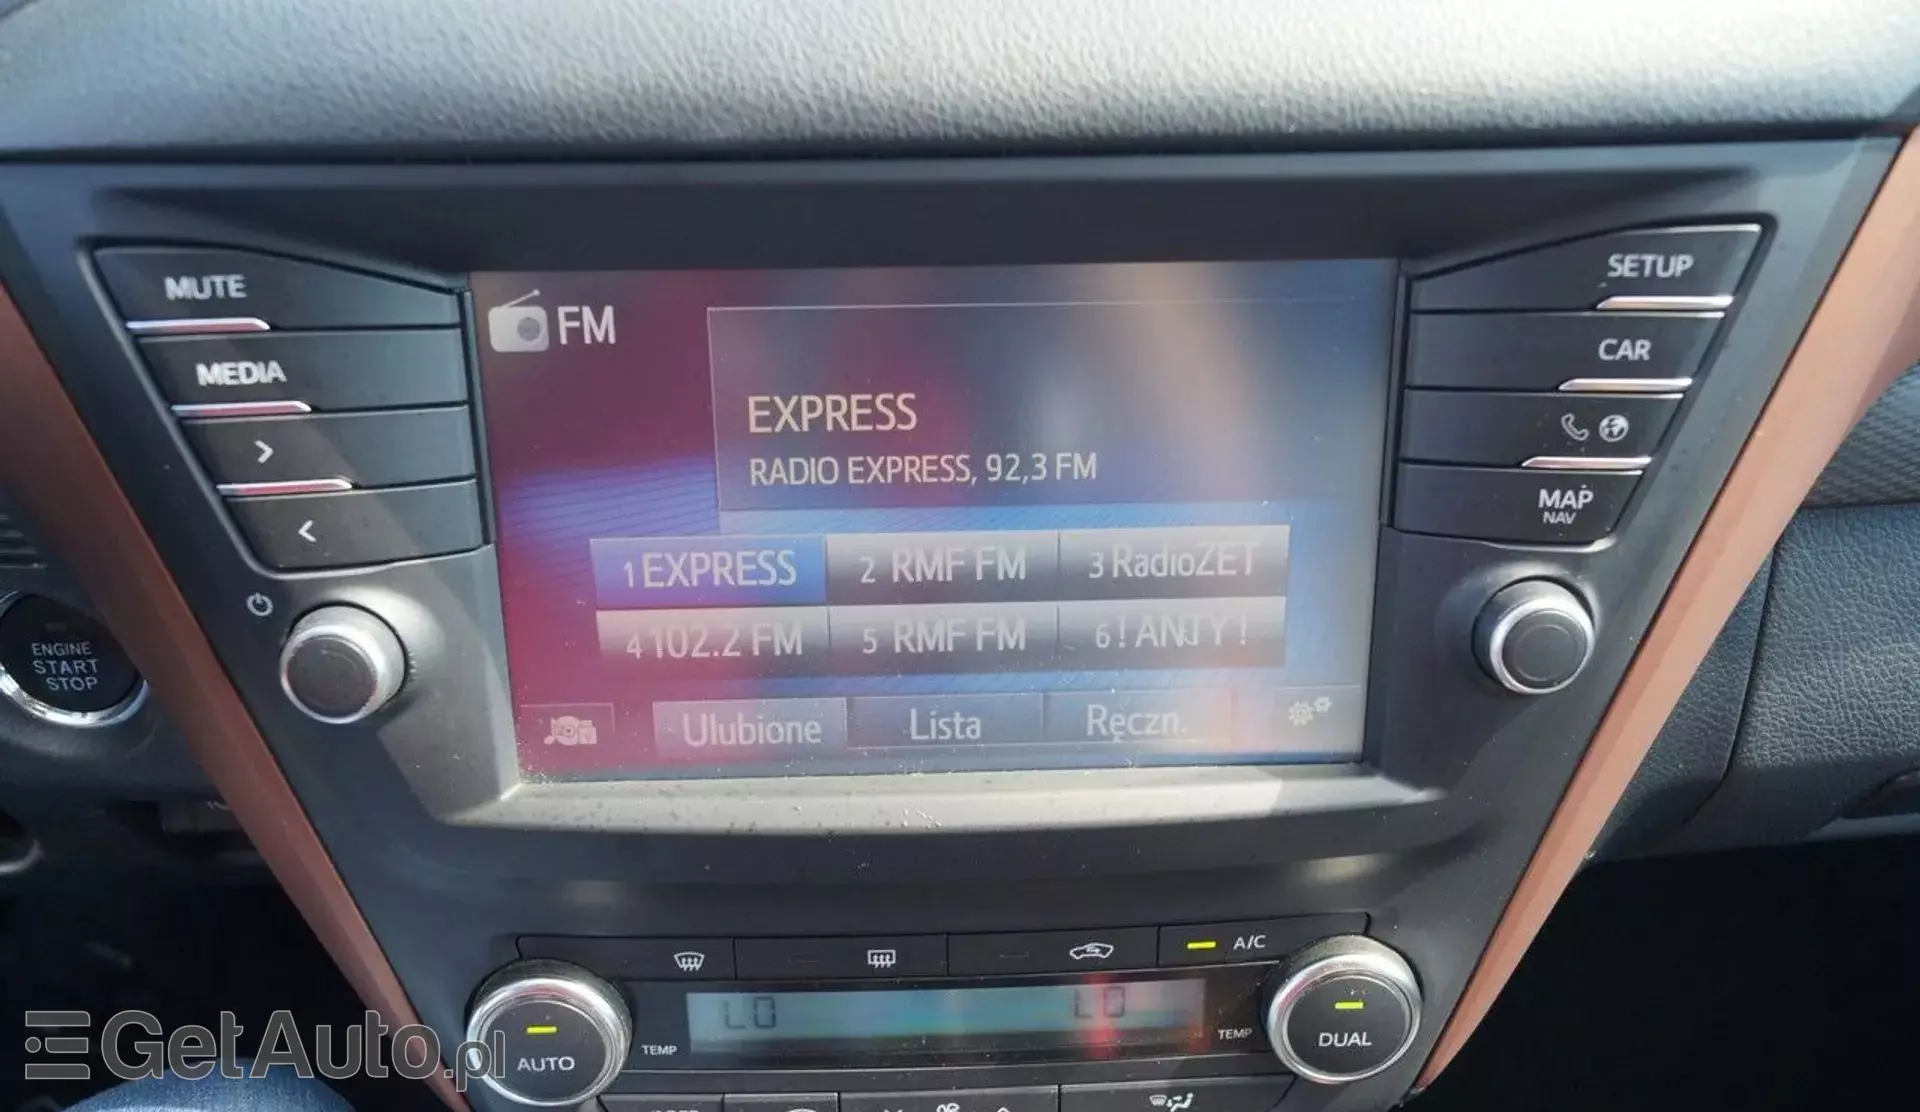 MUTE
SETUP
FM
CAR
MEDIA
EXPRESS
RADIO EXPRESS, 92,3 FM
>
<
MAP
NAV
1 EXPRESS
2 RMF FM
3 RadioZET
4 102.2 FM
5 RMF FM
6 ! ANTY !
ENGINE
START
STOP
Ulubione
Lista
Ręczn.
A/C
LO
LO
AUTO
TEMP
TEMP
DUAL
GetAuto.pl